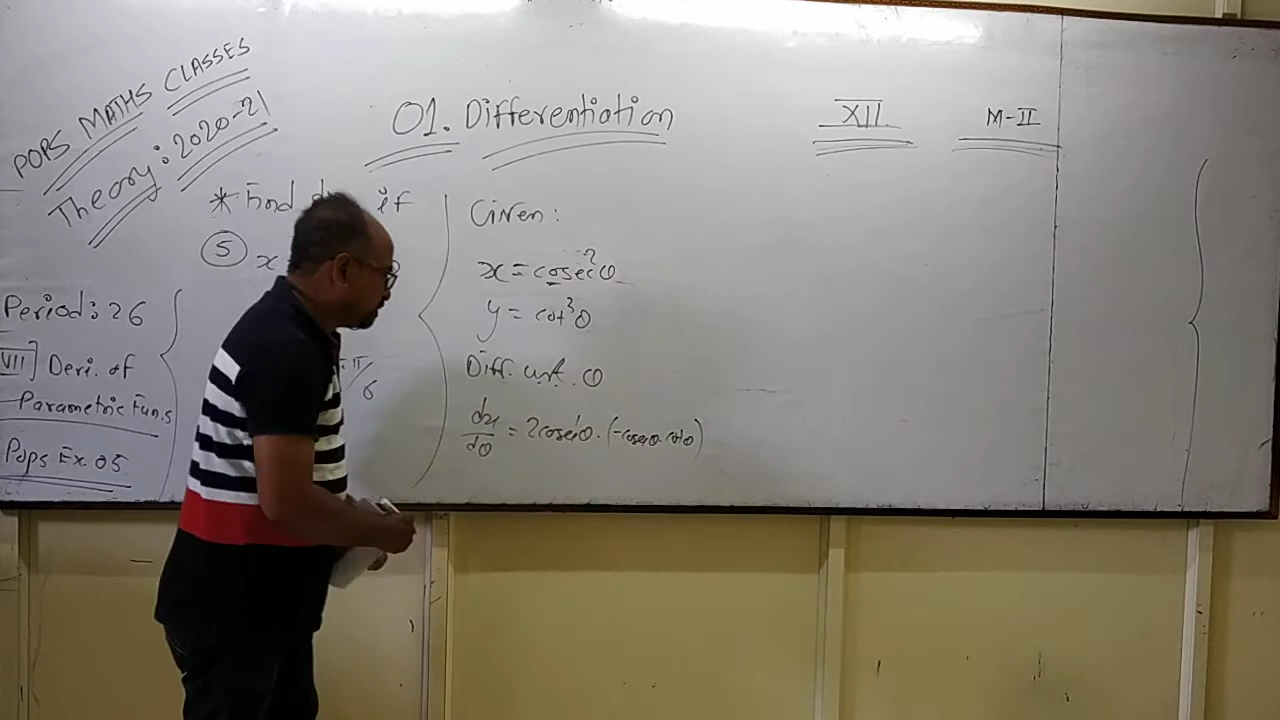 POPS MATHS CLASSES
Theory: 2020-21
01. Differentiation
XII
M-II
* Find if
⑤ x
π/6
Period: 26
VII] Deri. of
Parametric Fun.s
Pops Ex. 05
Given:
x = cosec²θ
y = cot³θ
Diff. w.r.t. θ
dx/dθ = 2cosecθ.(-cosecθ.cotθ)